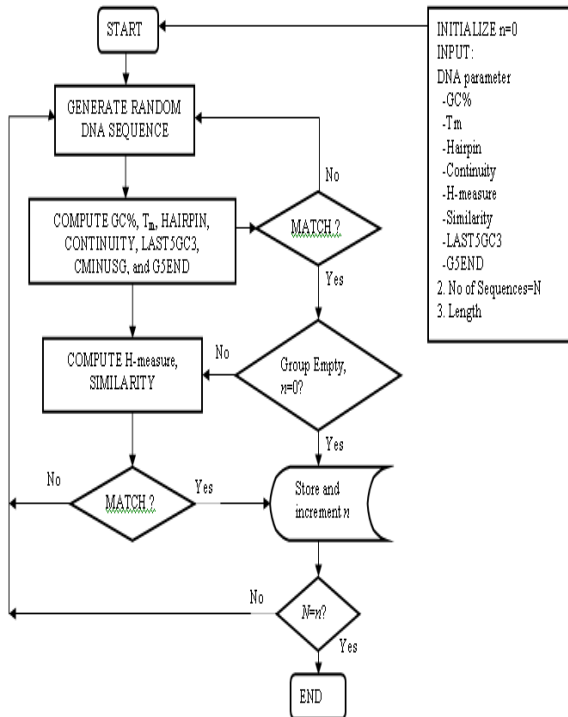 START
INITIALIZE n=0
INPUT:
DNA parameter
-GC%
-Tm
-Hairpin
-Continuity
-H-measure
-Similarity
-LAST5GC3
-G5END
2. No of Sequences=N
3. Length
GENERATE RANDOM
DNA SEQUENCE
No
COMPUTE GC%, Tm, HAIRPIN,
CONTINUITY, LAST5GC3,
CMINUSG, and G5END
MATCH ?
Yes
COMPUTE H-measure,
SIMILARITY
No
Group Empty,
n=0?
Yes
No
MATCH ?
Yes
Store and
increment n
No
N=n?
Yes
END